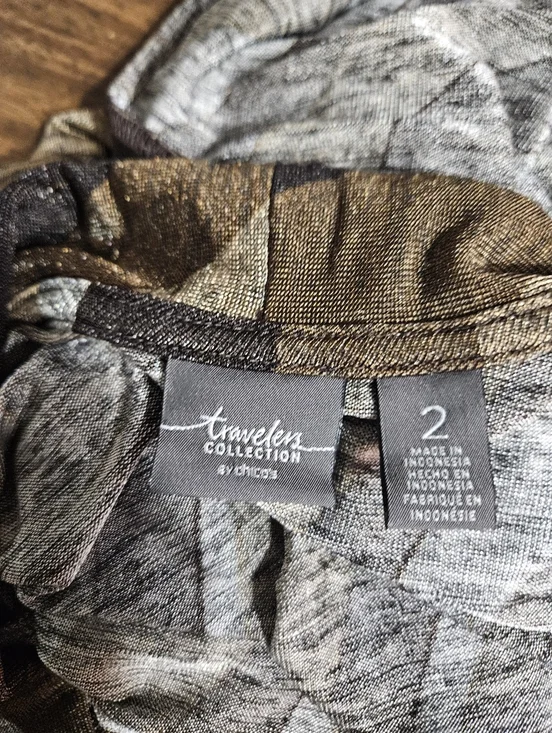 travelers
COLLECTION
BY chico's
2
MADE IN
INDONESIA
HECHO EN
INDONESIA
FABRIQUÉ EN
INDONÉSIE